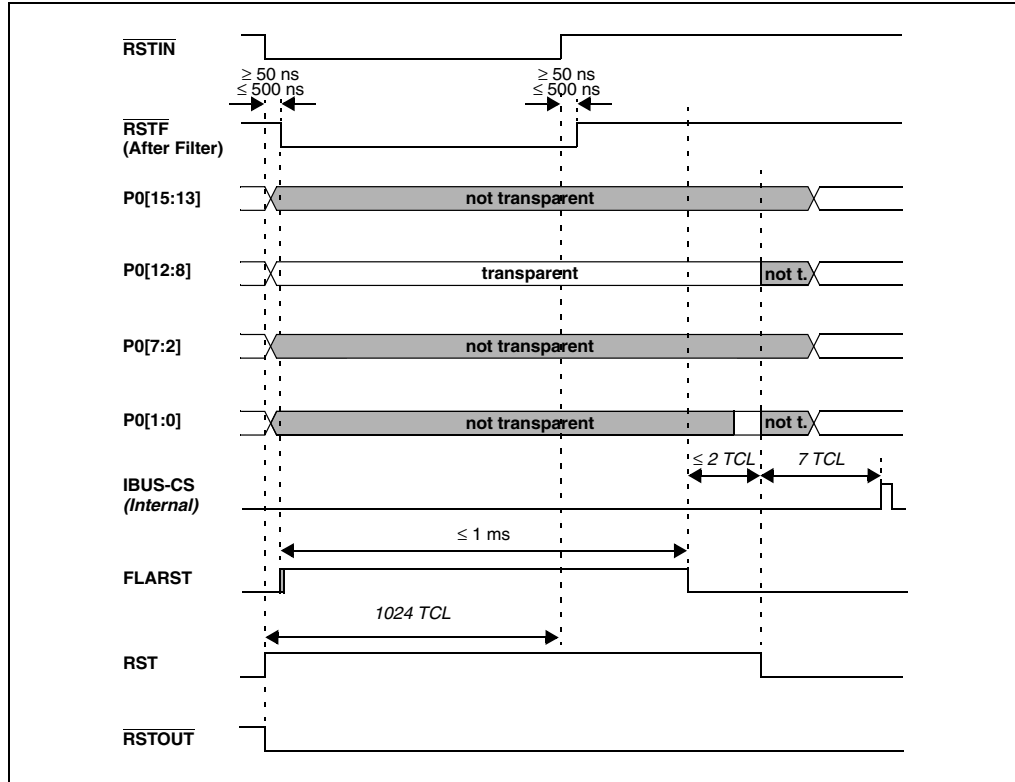 RSTIN
≥ 50 ns
≤ 500 ns
≥ 50 ns
≤ 500 ns
RSTF
(After Filter)
P0[15:13]
not transparent
P0[12:8]
transparent
not t.
P0[7:2]
not transparent
P0[1:0]
not transparent
not t.
≤ 2 TCL
7 TCL
IBUS-CS
(Internal)
≤ 1 ms
FLARST
1024 TCL
RST
RSTOUT